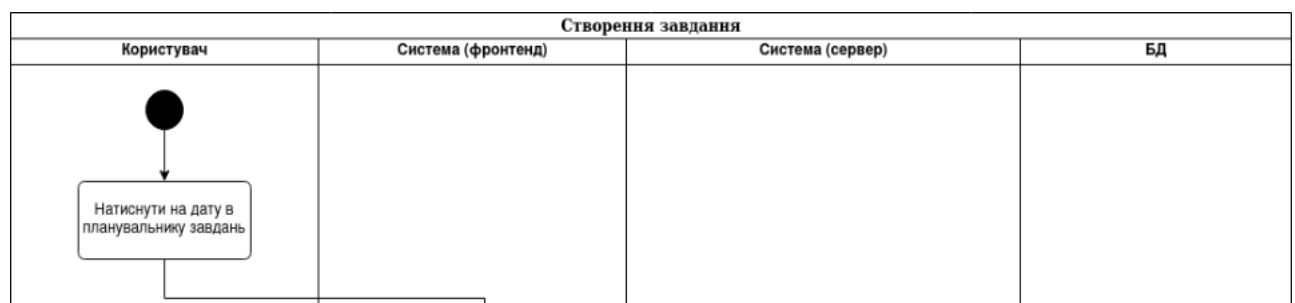 Створення завдання
Користувач
Система (фронтенд)
Система (сервер)
БД
Натиснути на дату в
планувальнику завдань